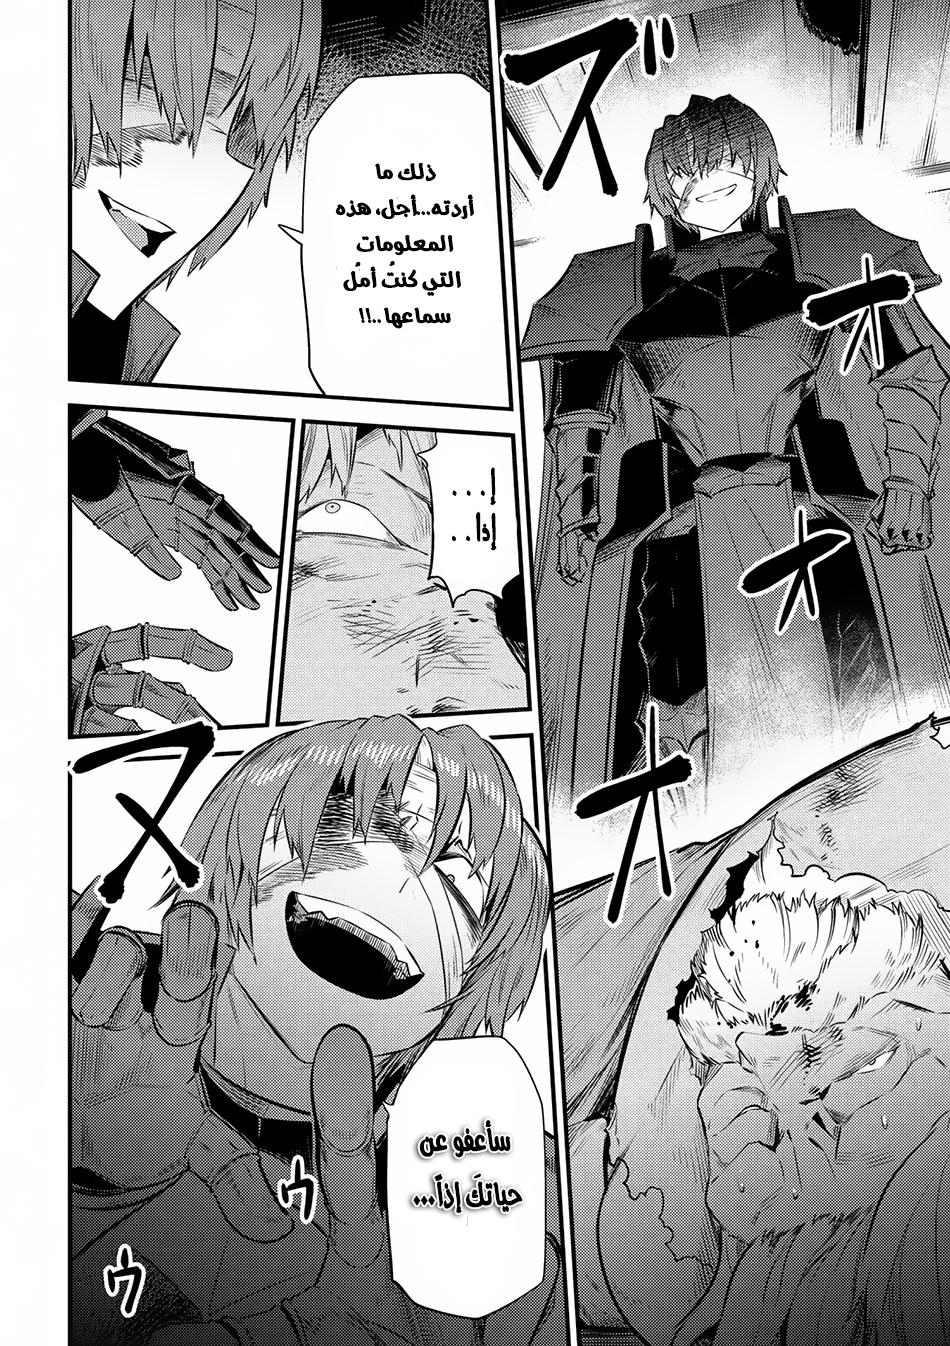 ズオオオ
ذلك ما
أردته...أجل، هذه
المعلومات
التي كنتُ أمُل
سماعها..!!
إ...
إذا..
ヌウウ
سأعفو عن
حياتكَ إذاً...